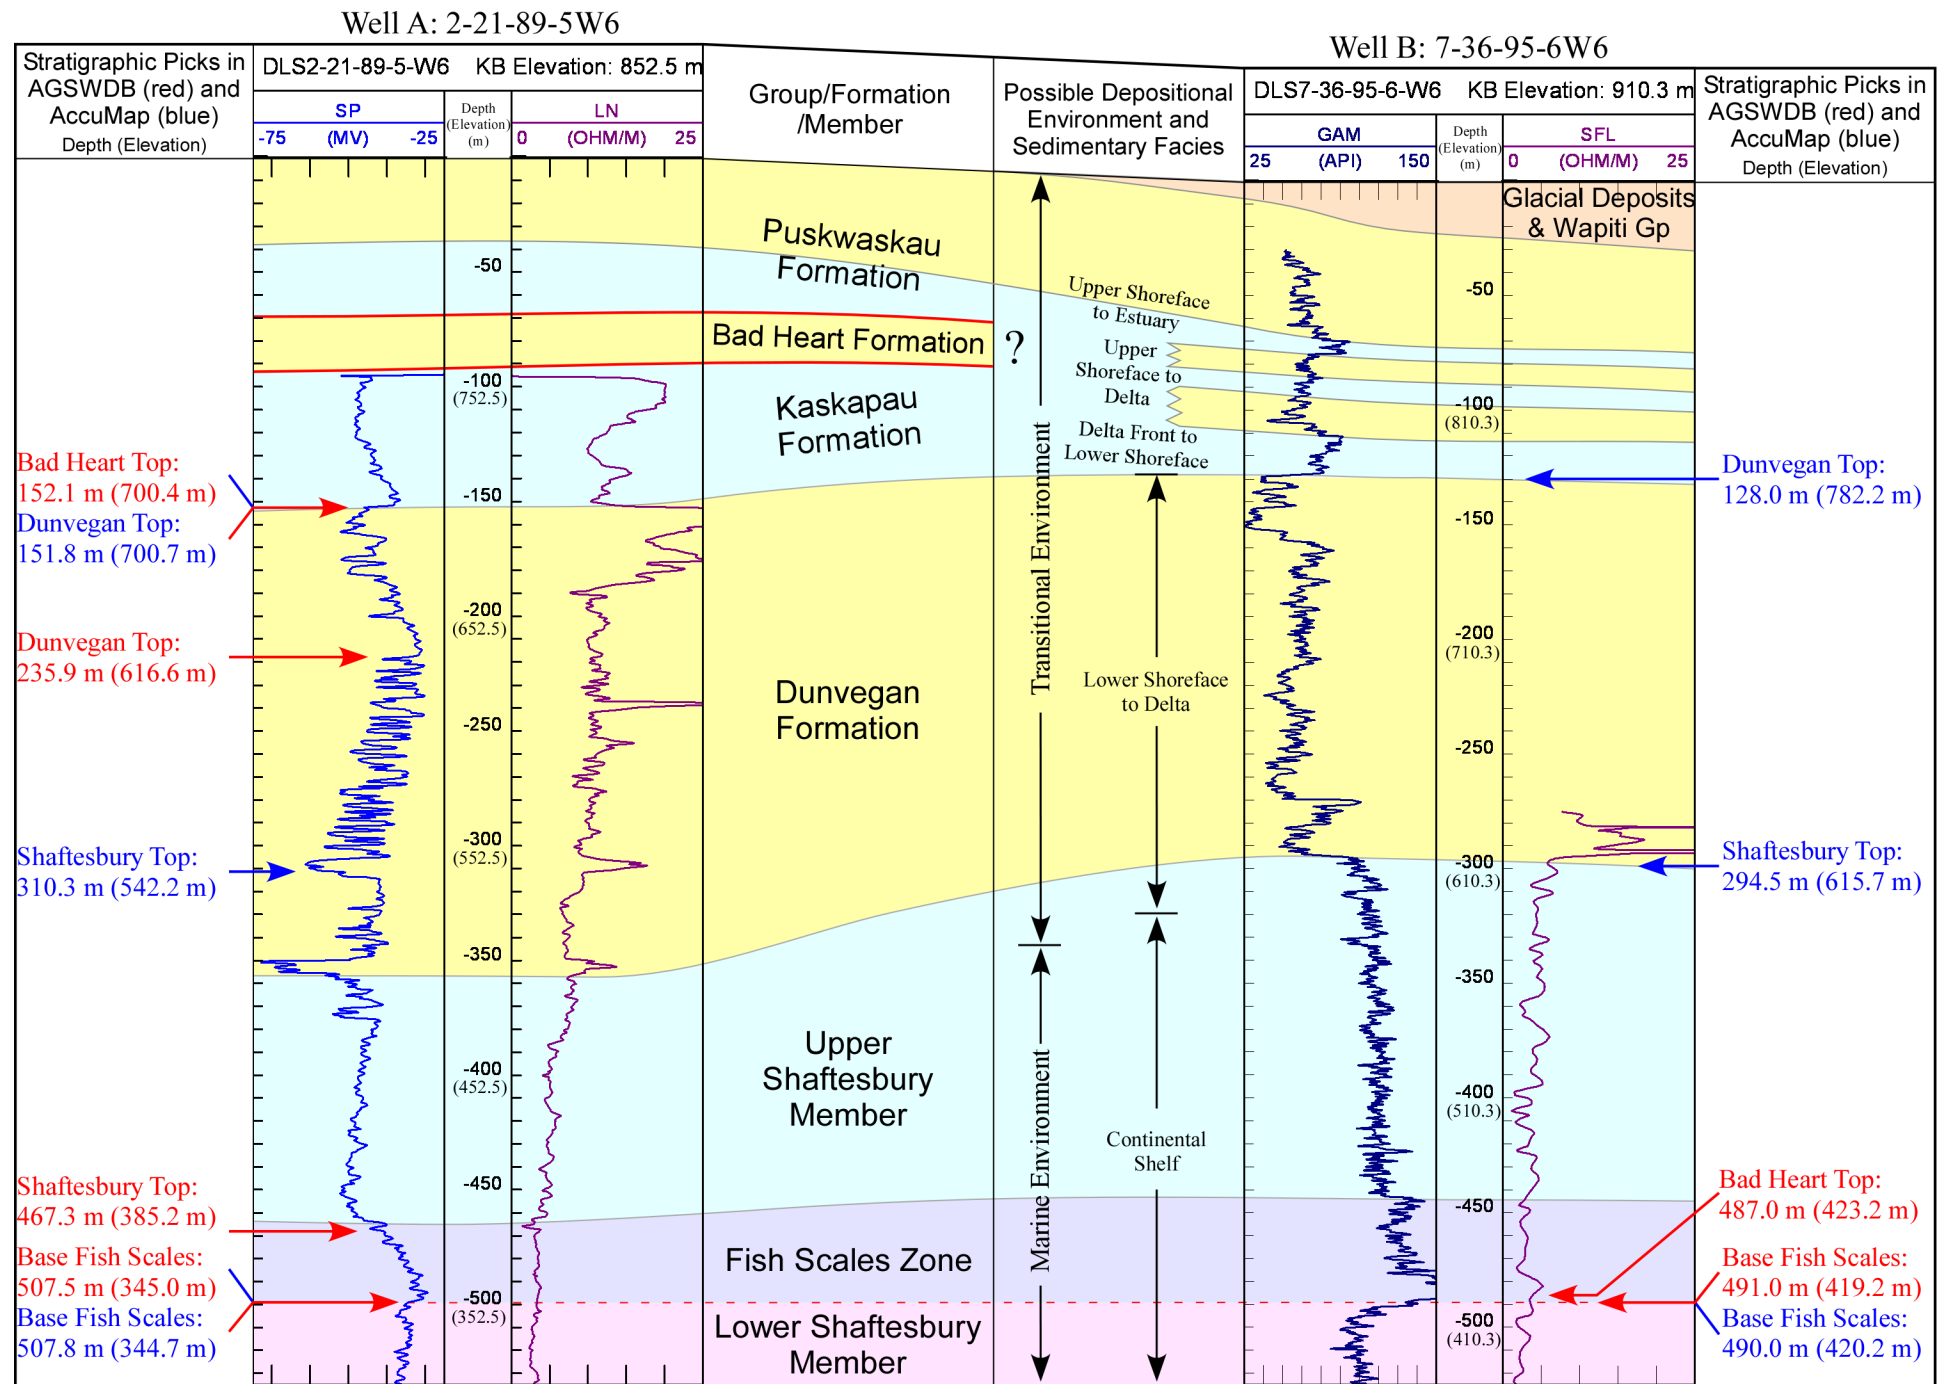 Well A: 2-21-89-5W6
Well B: 7-36-95-6W6
Stratigraphic Picks in
AGSWDB (red) and
AccuMap (blue)
Depth (Elevation)
DLS2-21-89-5-W6 KB Elevation: 852.5 m
SP
-75 (MV) -25
Depth
(Elevation)
(m)
LN
0 (OHM/M) 25
Group/Formation
/Member
Possible Depositional
Environment and
Sedimentary Facies
DLS7-36-95-6-W6 KB Elevation: 910.3 m
GAM
25 (API) 150
Depth
(Elevation)
(m)
SFL
0 (OHM/M) 25
Stratigraphic Picks in
AGSWDB (red) and
AccuMap (blue)
Depth (Elevation)
Bad Heart Top:
152.1 m (700.4 m)
Dunvegan Top:
151.8 m (700.7 m)
Dunvegan Top:
235.9 m (616.6 m)
Shaftesbury Top:
310.3 m (542.2 m)
Shaftesbury Top:
467.3 m (385.2 m)
Base Fish Scales:
507.5 m (345.0 m)
Base Fish Scales:
507.8 m (344.7 m)
-50
-100
(752.5)
-150
-200
(652.5)
-250
-300
(552.5)
-350
-400
(452.5)
-450
-500
(352.5)
Puskwaskau
Formation
Bad Heart Formation
Kaskapau
Formation
Dunvegan
Formation
Upper
Shaftesbury
Member
Fish Scales Zone
Lower Shaftesbury
Member
?
Transitional Environment
Marine Environment
Upper Shoreface
to Estuary
Upper
Shoreface to
Delta
Delta Front to
Lower Shoreface
Lower Shoreface
to Delta
Continental
Shelf
Glacial Deposits
& Wapiti Gp
-50
-100
(810.3)
-150
-200
(710.3)
-250
-300
(610.3)
-350
-400
(510.3)
-450
-500
(410.3)
Dunvegan Top:
128.0 m (782.2 m)
Shaftesbury Top:
294.5 m (615.7 m)
Bad Heart Top:
487.0 m (423.2 m)
Base Fish Scales:
491.0 m (419.2 m)
Base Fish Scales:
490.0 m (420.2 m)